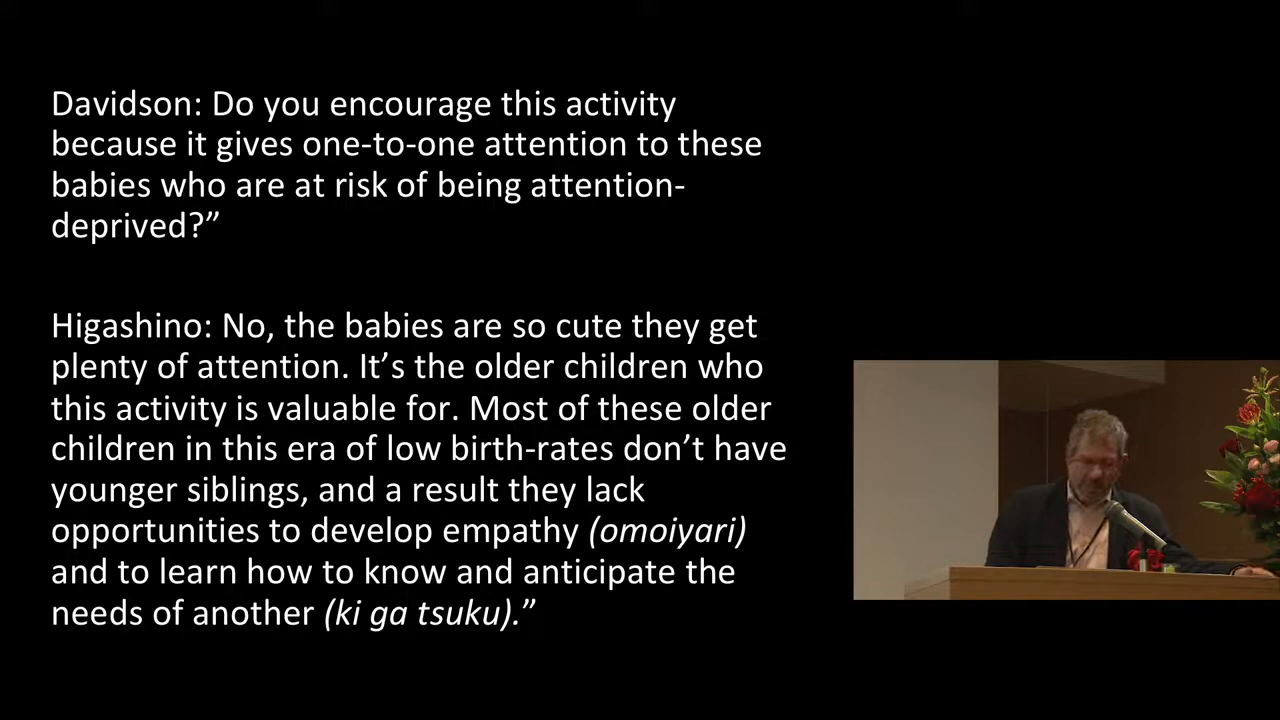 Davidson: Do you encourage this activity
because it gives one-to-one attention to these
babies who are at risk of being attention-
deprived?”
Higashino: No, the babies are so cute they get
plenty of attention. It’s the older children who
this activity is valuable for. Most of these older
children in this era of low birth-rates don’t have
younger siblings, and a result they lack
opportunities to develop empathy (omoiyari)
and to learn how to know and anticipate the
needs of another (ki ga tsuku).”